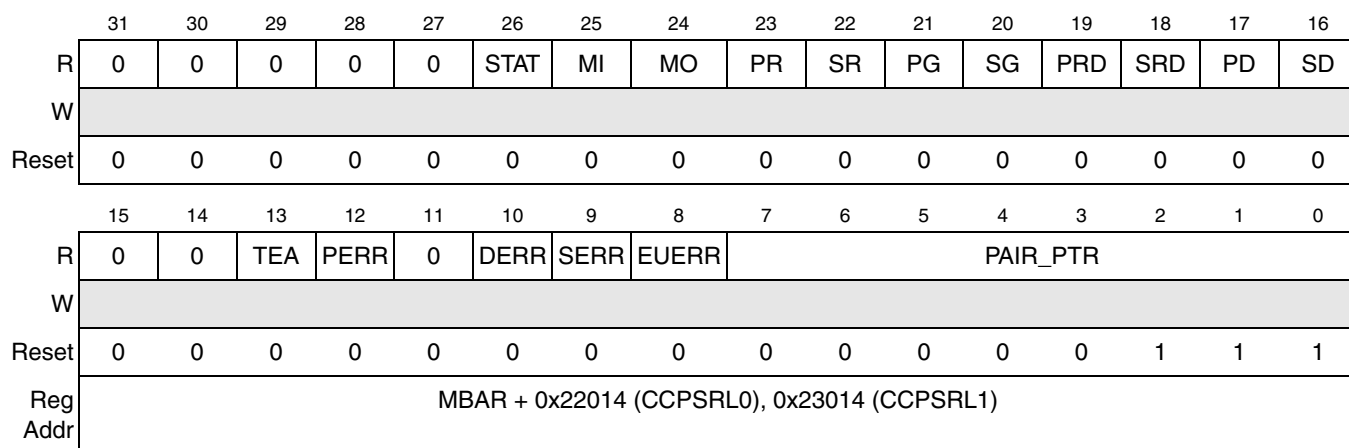 31 30 29 28 27 26 25 24 23 22 21 20 19 18 17 16
R 0 0 0 0 0 STAT MI MO PR SR PG SG PRD SRD PD SD
W
Reset 0 0 0 0 0 0 0 0 0 0 0 0 0 0 0 0
15 14 13 12 11 10 9 8 7 6 5 4 3 2 1 0
R 0 0 TEA PERR 0 DERR SERR EUERR PAIR_PTR
W
Reset 0 0 0 0 0 0 0 0 0 0 0 0 0 1 1 1
Reg Addr MBAR + 0x22014 (CCPSRL0), 0x23014 (CCPSRL1)